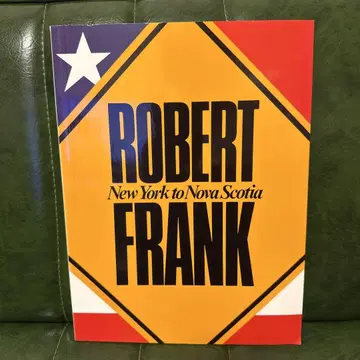 ROBERT
New York to Nova Scotia
FRANK